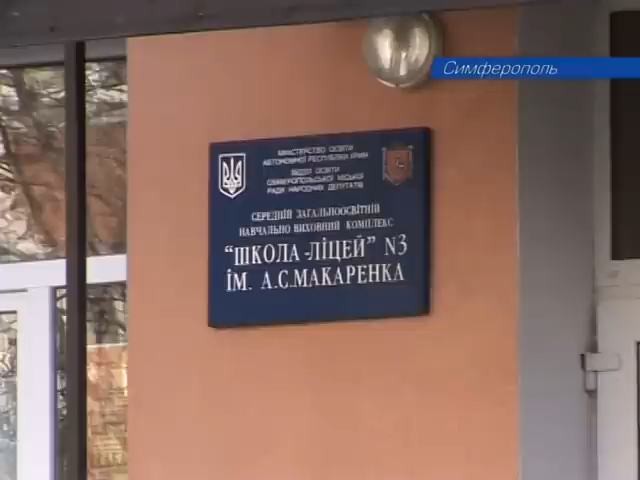 Симферополь
МІНІСТЕРСТВО ОСВІТИ
АВТОНОМНОЇ РЕСПУБЛІКИ КРИМ
ВІДДІЛ ОСВІТИ
СІМФЕРОПОЛЬСЬКОЇ МІСЬКОЇ
РАДИ НАРОДНИХ ДЕПУТАТІВ
СЕРЕДНІЙ ЗАГАЛЬНООСВІТНІЙ
НАВЧАЛЬНО ВИХОВНИЙ КОМПЛЕКС
"ШКОЛА-ЛІЦЕЙ" N3
ІМ. А.С.МАКАРЕНКА